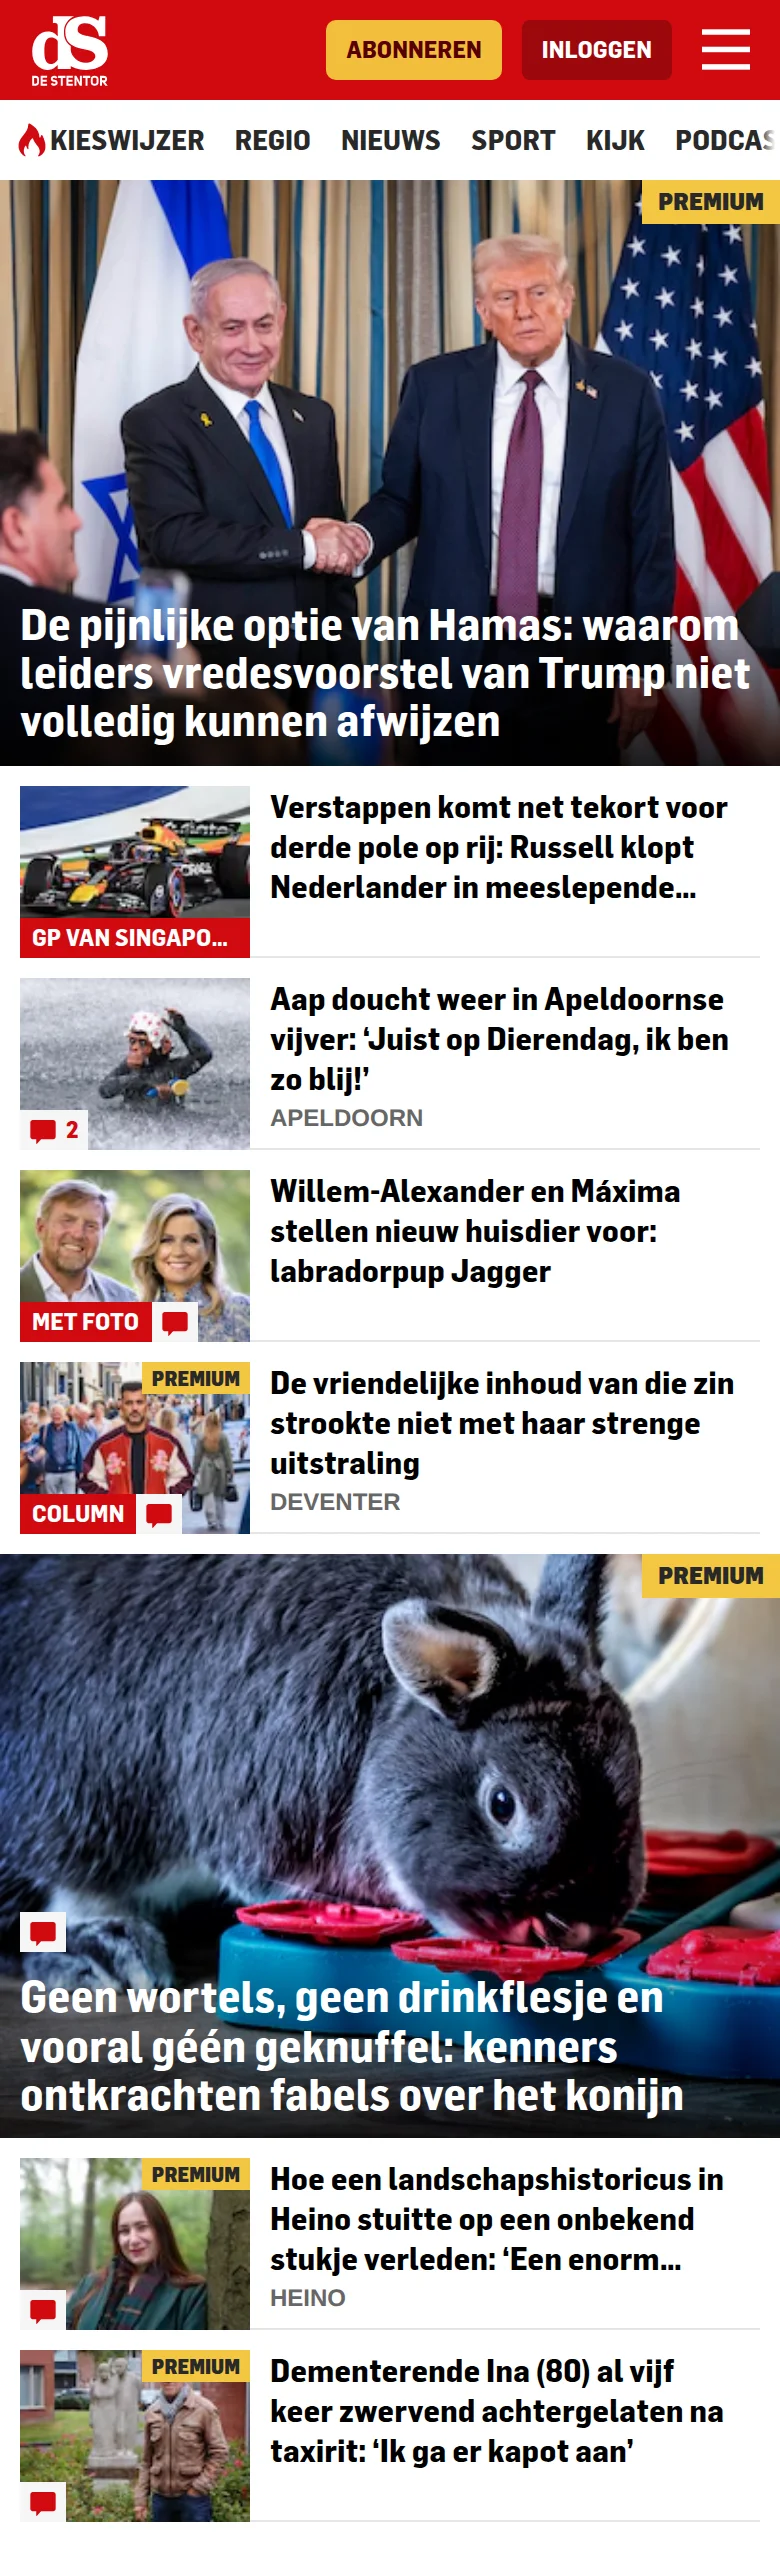 dS
DE STENTOR
ABONNEREN
INLOGGEN
KIESWIJZER REGIO NIEUWS SPORT KIJK PODCAS
PREMIUM
De pijnlijke optie van Hamas: waarom
leiders vredesvoorstel van Trump niet
volledig kunnen afwijzen
GP VAN SINGAPO...
Verstappen komt net tekort voor
derde pole op rij: Russell klopt
Nederlander in meeslepende...
2
Aap doucht weer in Apeldoornse
vijver: ‘Juist op Dierendag, ik ben
zo blij!’
APELDOORN
MET FOTO
Willem-Alexander en Máxima
stellen nieuw huisdier voor:
labradorpup Jagger
PREMIUM
COLUMN
De vriendelijke inhoud van die zin
strookte niet met haar strenge
uitstraling
DEVENTER
PREMIUM
Geen wortels, geen drinkflesje en
vooral géén geknuffel: kenners
ontkrachten fabels over het konijn
PREMIUM
Hoe een landschapshistoricus in
Heino stuitte op een onbekend
stukje verleden: ‘Een enorm...
HEINO
PREMIUM
Dementerende Ina (80) al vijf
keer zwervend achtergelaten na
taxirit: ‘Ik ga er kapot aan’